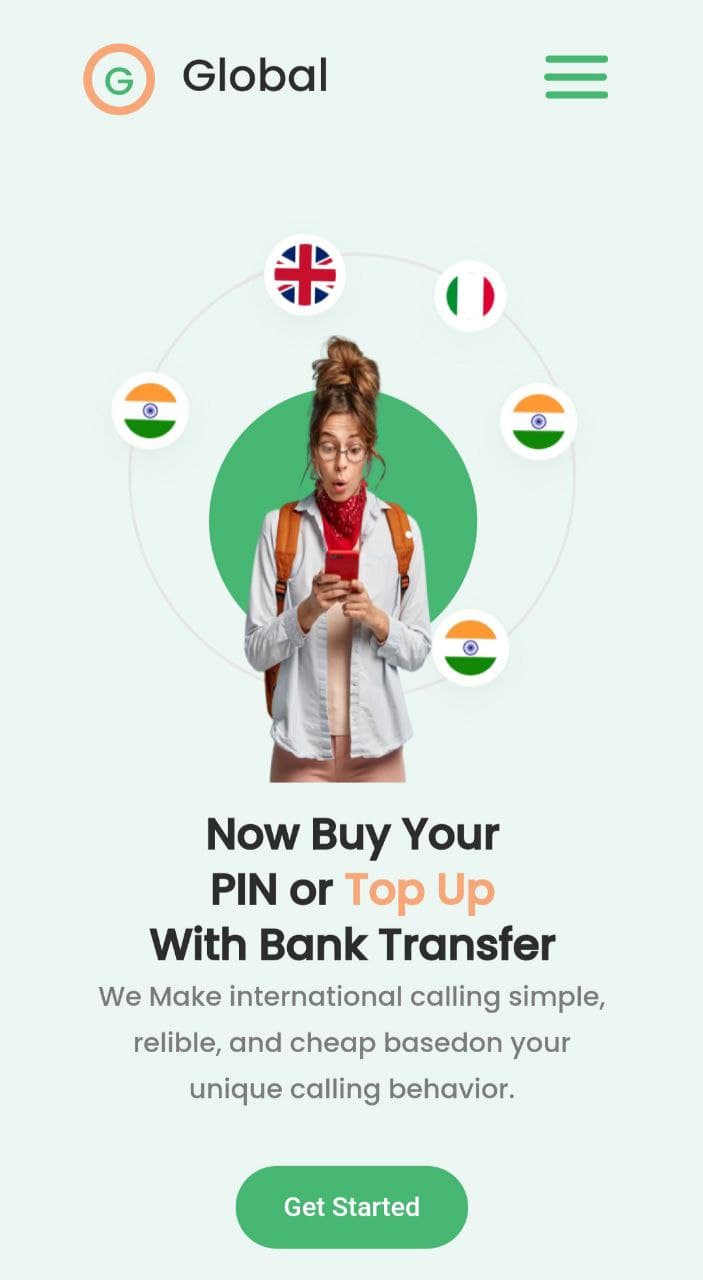 G Global
Now Buy Your
PIN or Top Up
With Bank Transfer
We Make international calling simple,
relible, and cheap basedon your
unique calling behavior.
Get Started